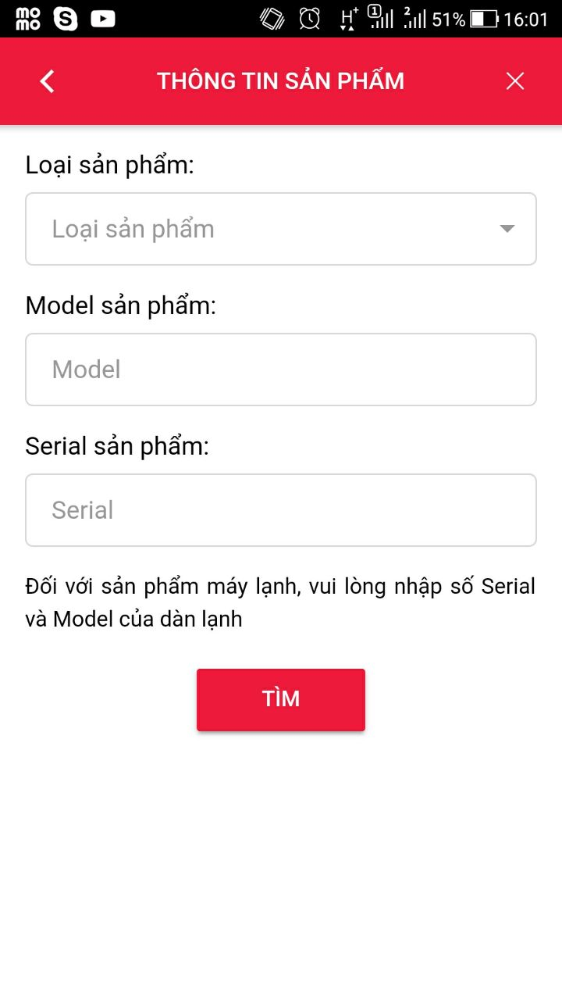 mo
mo
H+ 1 2 51% 16:01
THÔNG TIN SẢN PHẨM
Loại sản phẩm:
Loại sản phẩm
Model sản phẩm:
Model
Serial sản phẩm:
Serial
Đối với sản phẩm máy lạnh, vui lòng nhập số Serial
và Model của dàn lạnh
TÌM